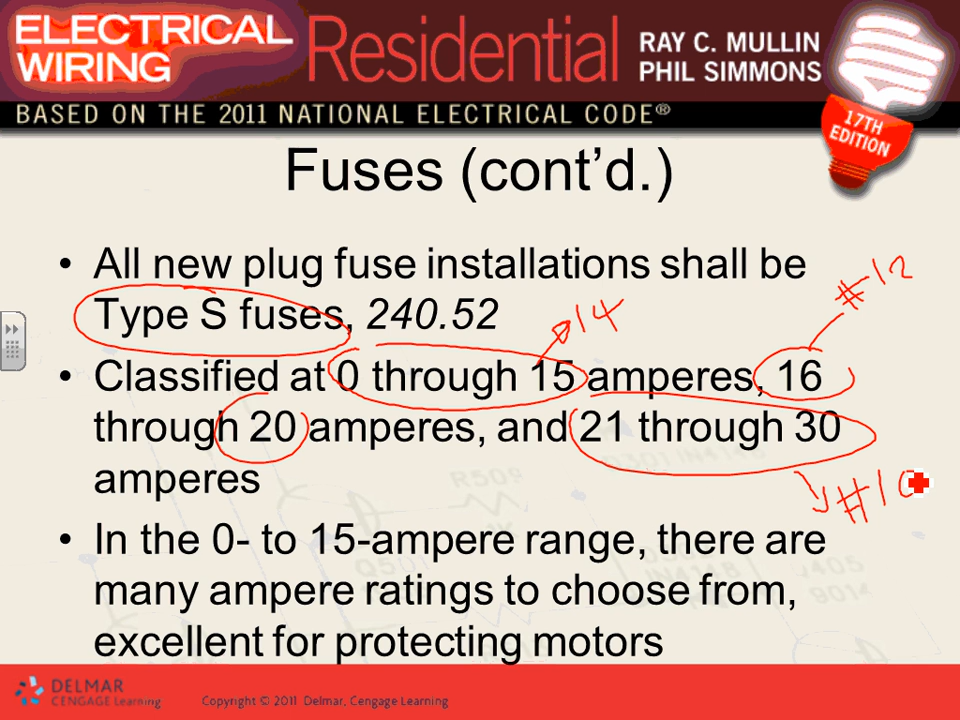 ELECTRICAL
WIRING
Residential
RAY C. MULLIN
PHIL SIMMONS
BASED ON THE 2011 NATIONAL ELECTRICAL CODE®
17TH
EDITION
Fuses (cont’d.)
• All new plug fuse installations shall be
Type S fuses, 240.52
#12
14
• Classified at 0 through 15 amperes, 16
through 20 amperes, and 21 through 30
amperes
#10
• In the 0- to 15-ampere range, there are
many ampere ratings to choose from,
excellent for protecting motors
DELMAR
CENGAGE Learning
Copyright © 2011 Delmar, Cengage Learning